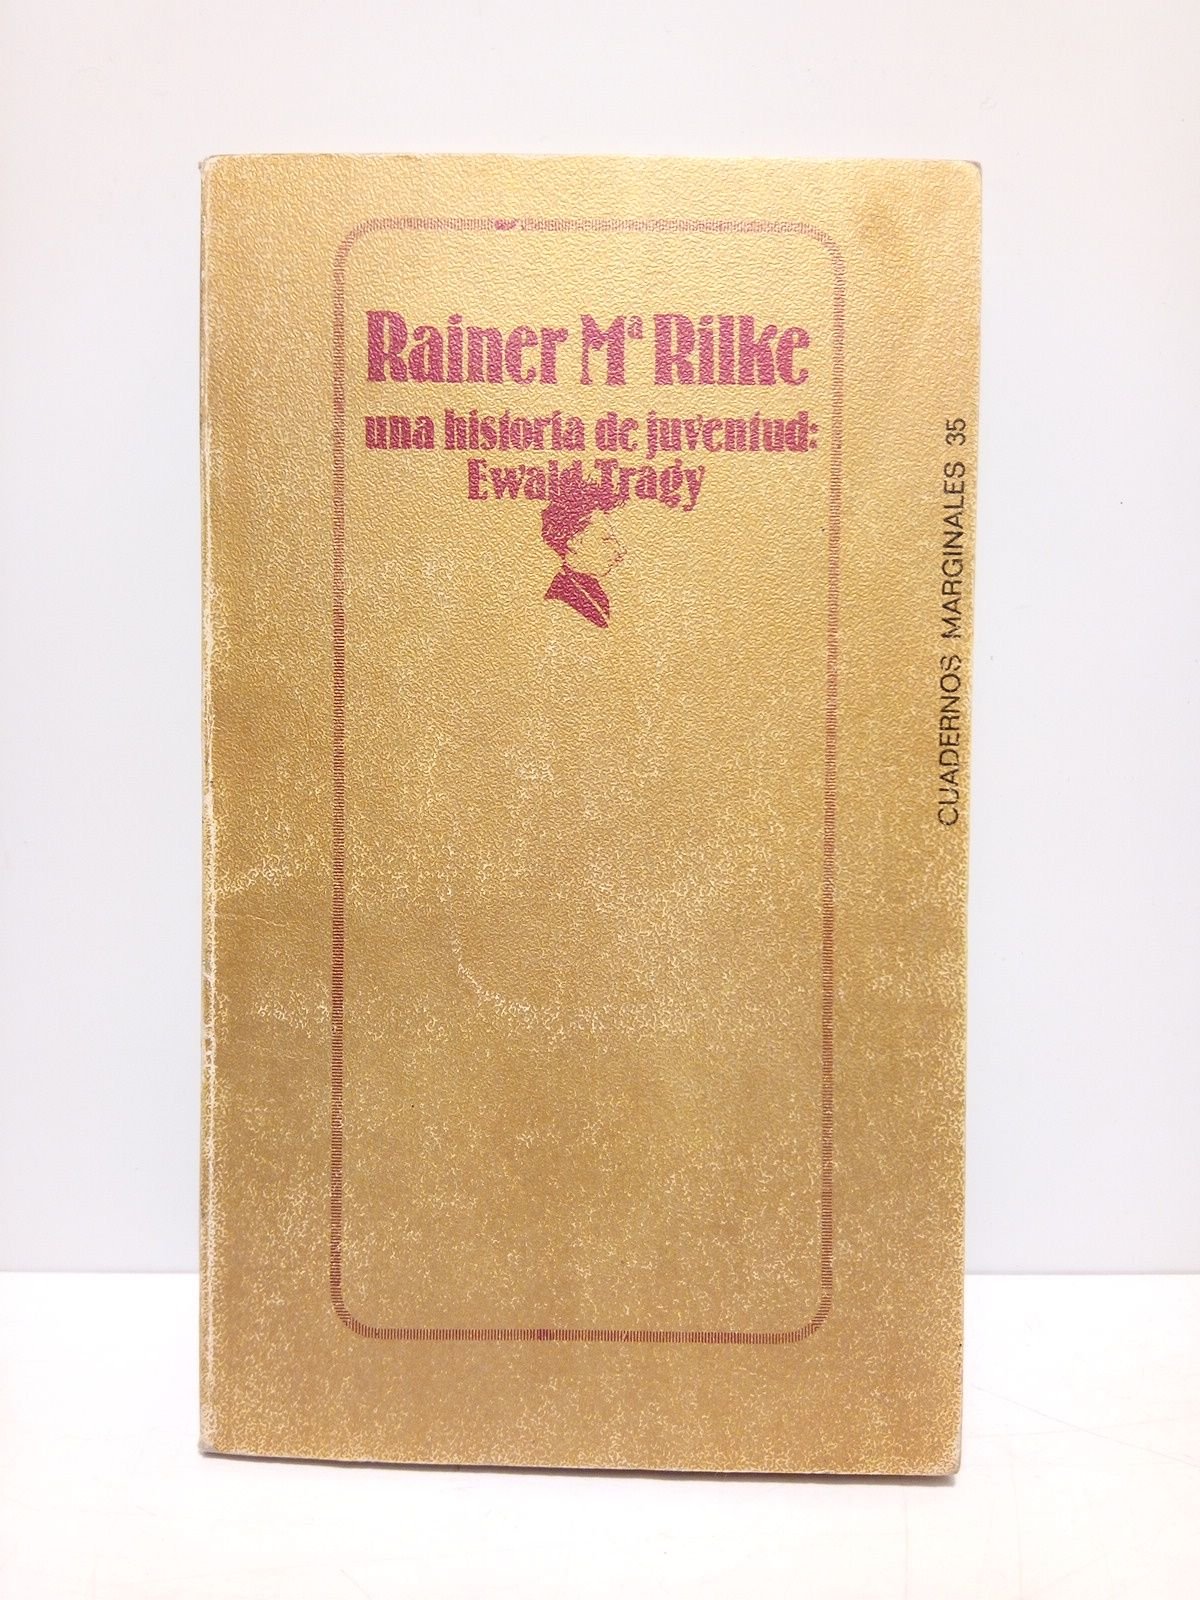 Rainer Mª Rilke
una historia de juventud:
Ewald Tragy
CUADERNOS MARGINALES 35